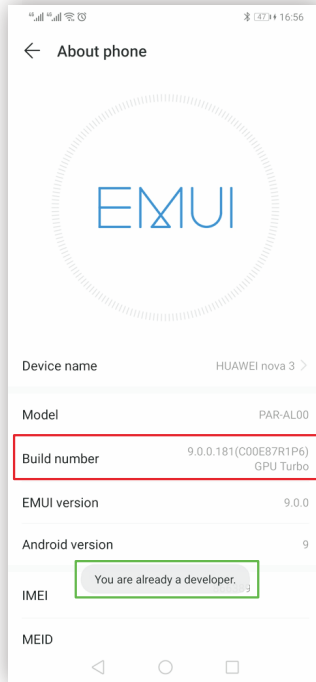 47 16:56
About phone
EMUI
Device name HUAWEI nova 3
Model PAR-AL00
Build number 9.0.0.181(C00E87R1P6)
GPU Turbo
EMUI version 9.0.0
Android version 9
You are already a developer.
IMEI
MEID